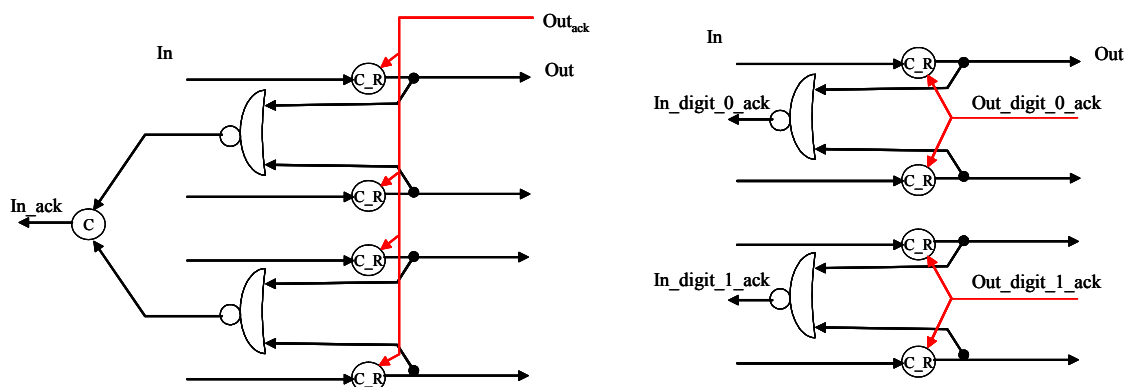 Out_ack
In
C_R
Out
C_R
In_ack
C
C_R
C_R
In
C_R
Out
In_digit_0_ack
Out_digit_0_ack
C_R
C_R
In_digit_1_ack
Out_digit_1_ack
C_R